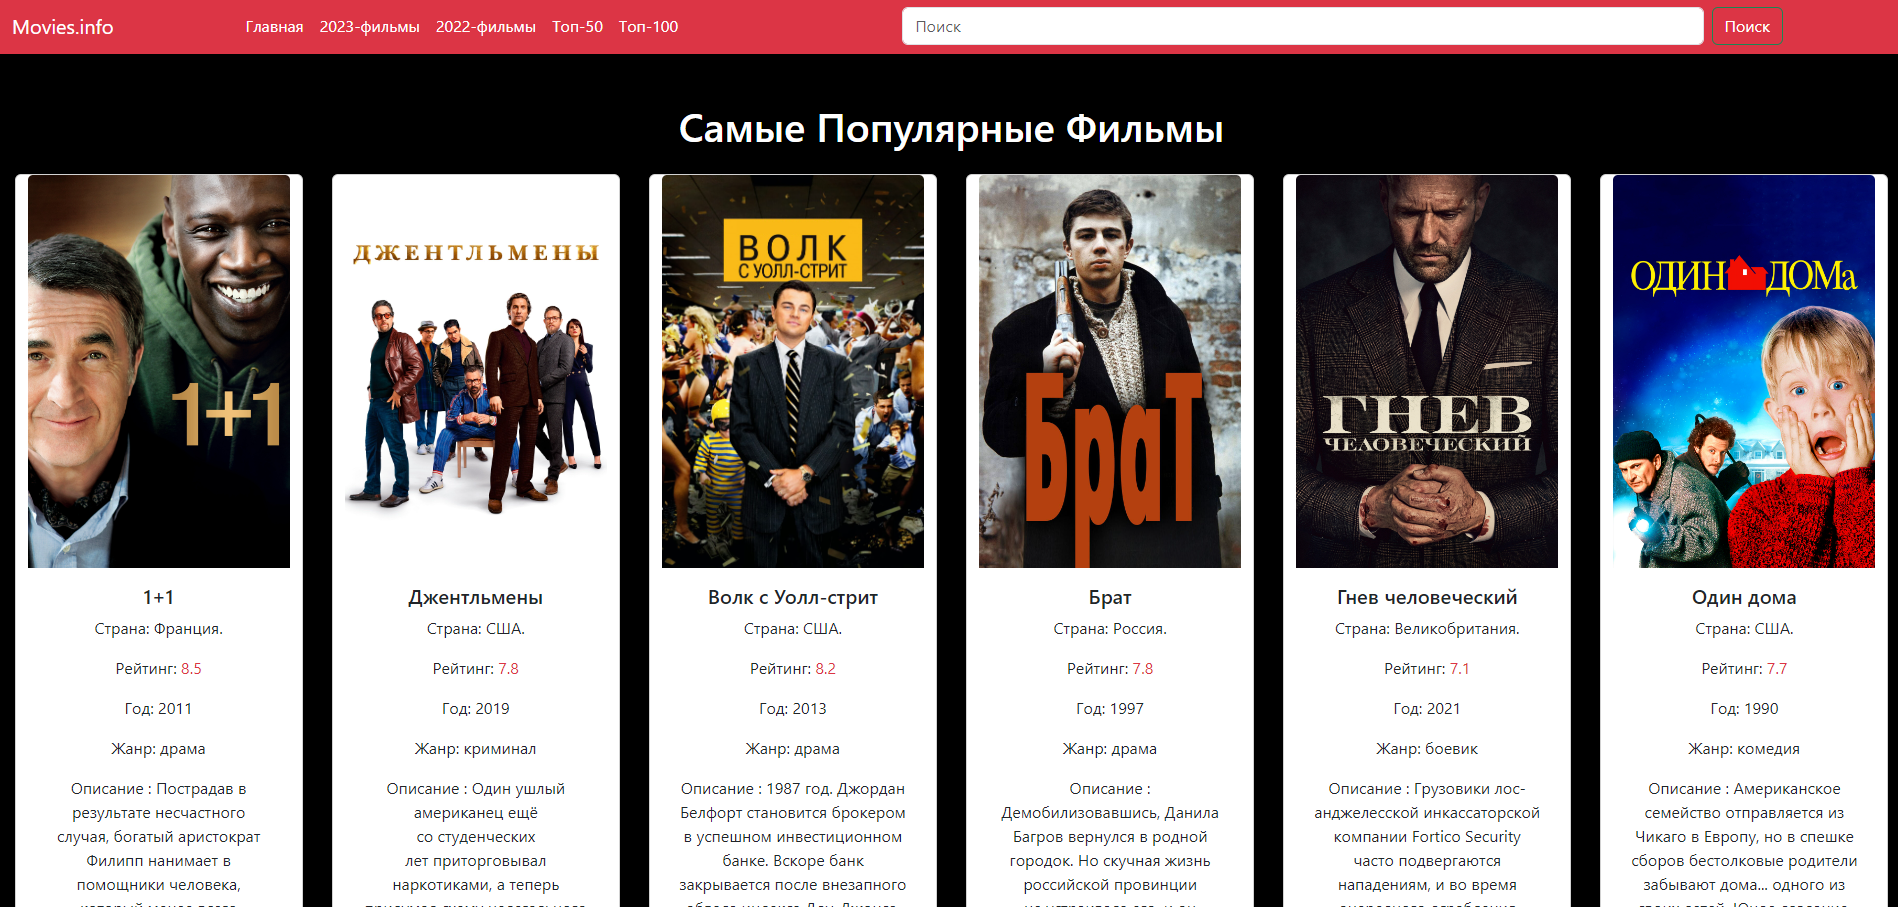 Movies.info
Главная 2023-фильмы 2022-фильмы Топ-50 Топ-100
Поиск
Поиск
Самые Популярные Фильмы
1+1
1+1
Страна: Франция.
Рейтинг: 8.5
Год: 2011
Жанр: драма
Описание : Пострадав в
результате несчастного
случая, богатый аристократ
Филипп нанимает в
помощники человека,
который менее всего
ДЖЕНТЛЬМЕНЫ
Джентльмены
Страна: США.
Рейтинг: 7.8
Год: 2019
Жанр: криминал
Описание : Один ушлый
американец ещё
со студенческих
лет приторговывал
наркотиками, а теперь
ВОЛК
С УОЛЛ-СТРИТ
Волк с Уолл-стрит
Страна: США.
Рейтинг: 8.2
Год: 2013
Жанр: драма
Описание : 1987 год. Джордан
Белфорт становится брокером
в успешном инвестиционном
банке. Вскоре банк
закрывается после внезапного
Брат
Брат
Страна: Россия.
Рейтинг: 7.8
Год: 1997
Жанр: драма
Описание :
Демобилизовавшись, Данила
Багров вернулся в родной
городок. Но скучная жизнь
российской провинции
ГНЕВ
ЧЕЛОВЕЧЕСКИЙ
Гнев человеческий
Страна: Великобритания.
Рейтинг: 7.1
Год: 2021
Жанр: боевик
Описание : Грузовики лос-
анджелесской инкассаторской
компании Fortico Security
часто подвергаются
нападениям, и во время
ОДИН ДОМа
Один дома
Страна: США.
Рейтинг: 7.7
Год: 1990
Жанр: комедия
Описание : Американское
семейство отправляется из
Чикаго в Европу, но в спешке
сборов бестолковые родители
забывают дома... одного из